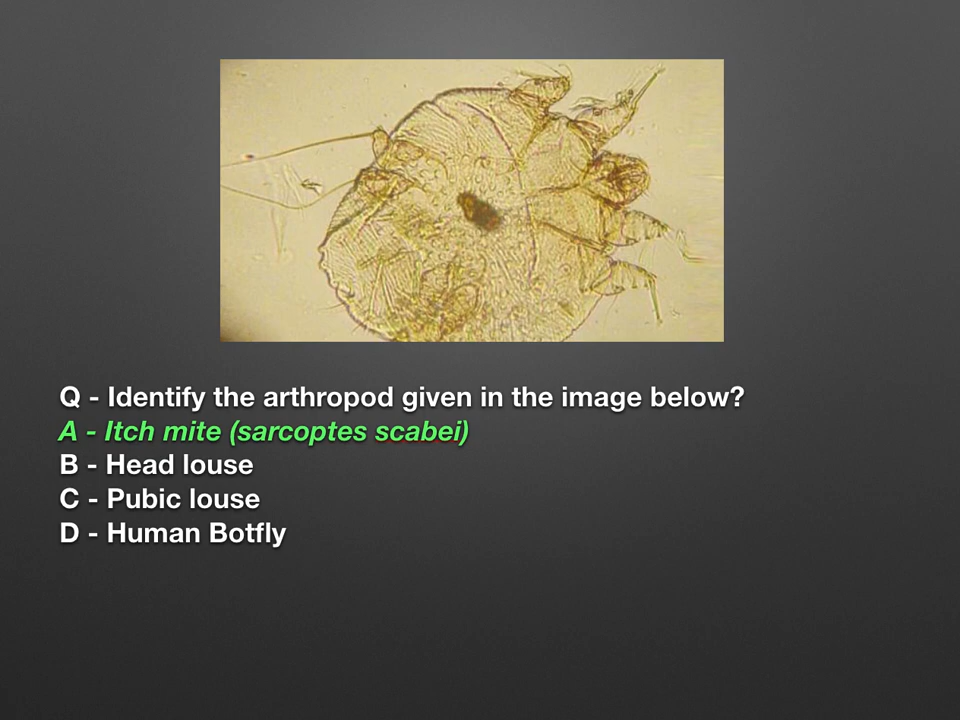 Q - Identify the arthropod given in the image below?
A - Itch mite (sarcoptes scabei)
B - Head louse
C - Pubic louse
D - Human Botfly